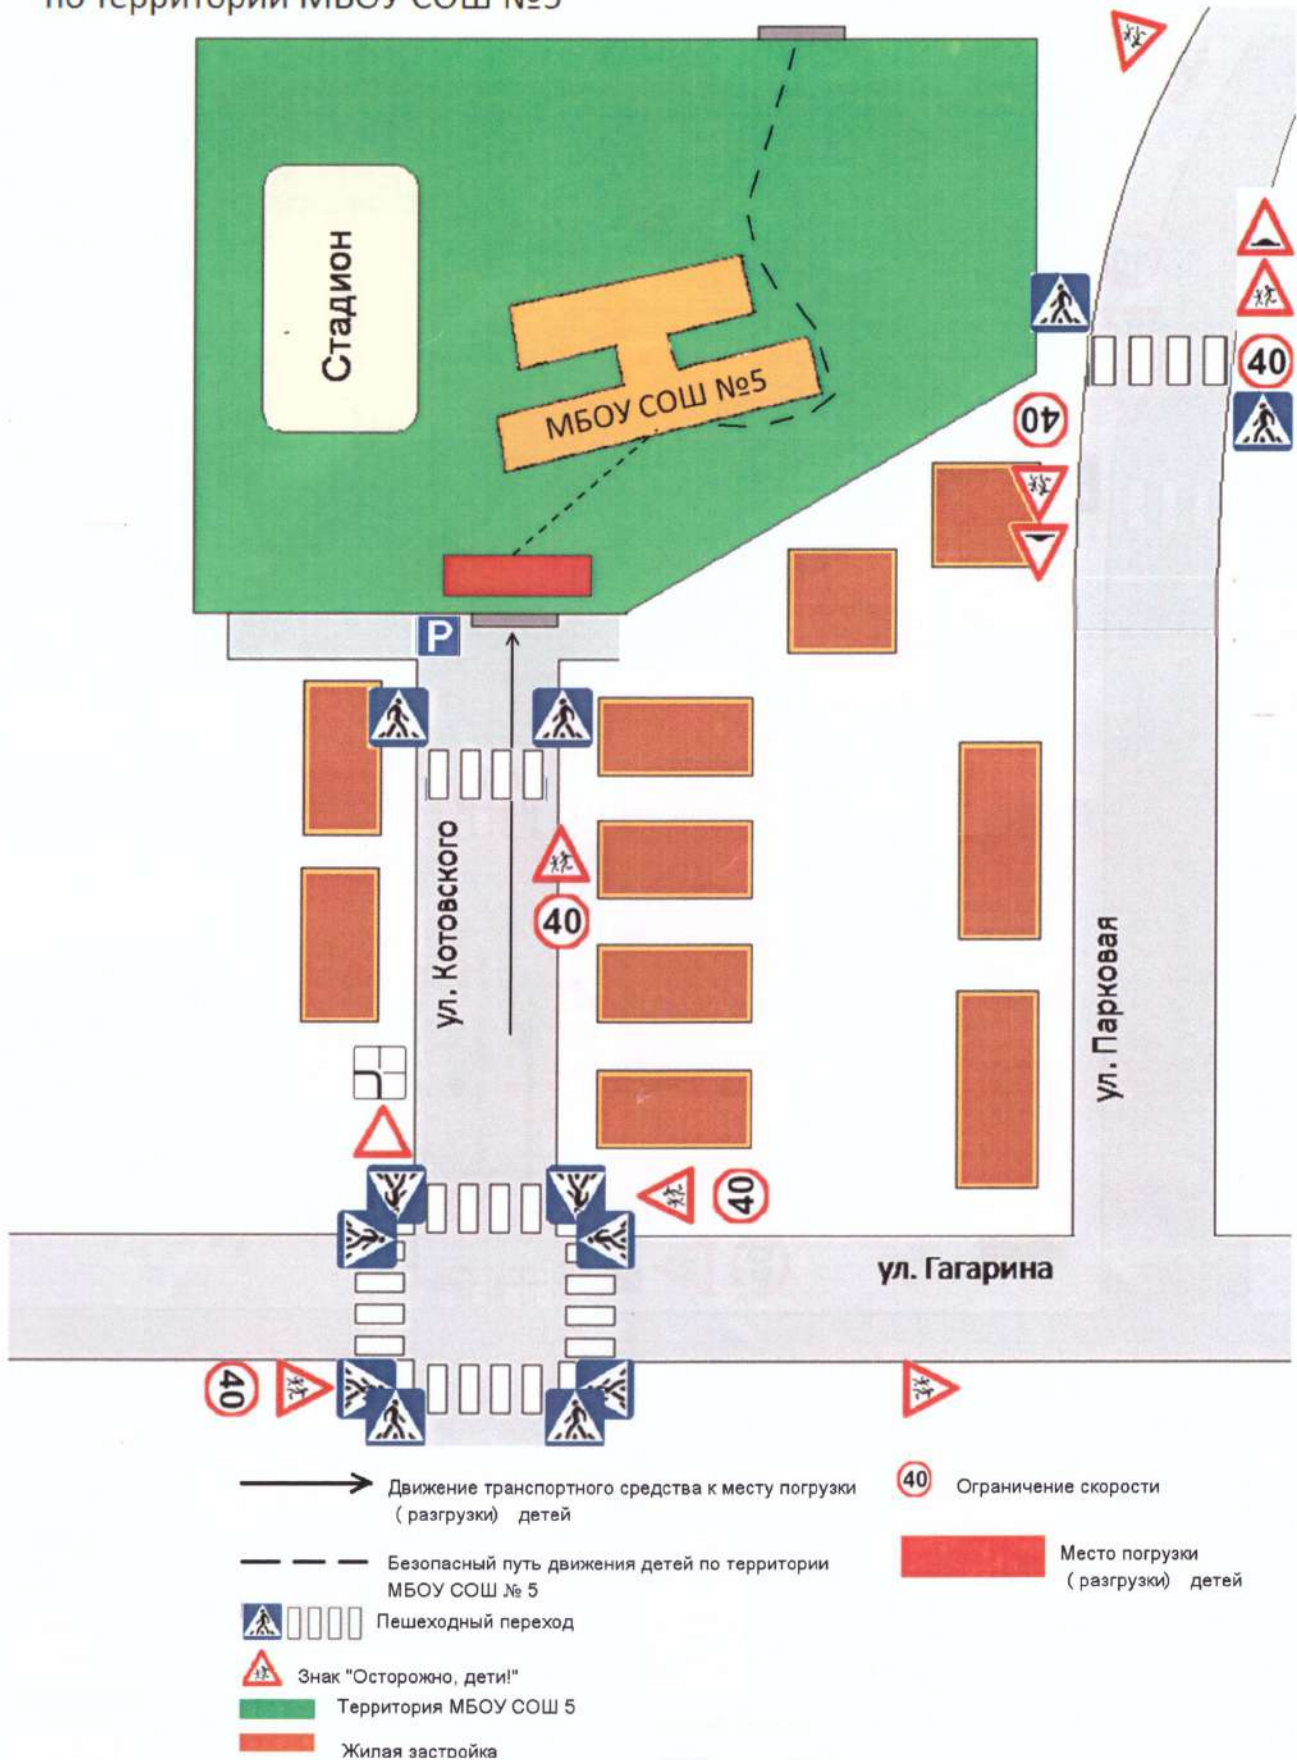 по территории МБОУ СОШ №5
Стадион
МБОУ СОШ №5
40
40
P
ул. Котовского
40
ул. Парковая
40
ул. Гагарина
40
Движение транспортного средства к месту погрузки
( разгрузки) детей
40 Ограничение скорости
Безопасный путь движения детей по территории
МБОУ СОШ № 5
Место погрузки
( разгрузки) детей
Пешеходный переход
Знак "Осторожно, дети!"
Территория МБОУ СОШ 5
Жилая застройка